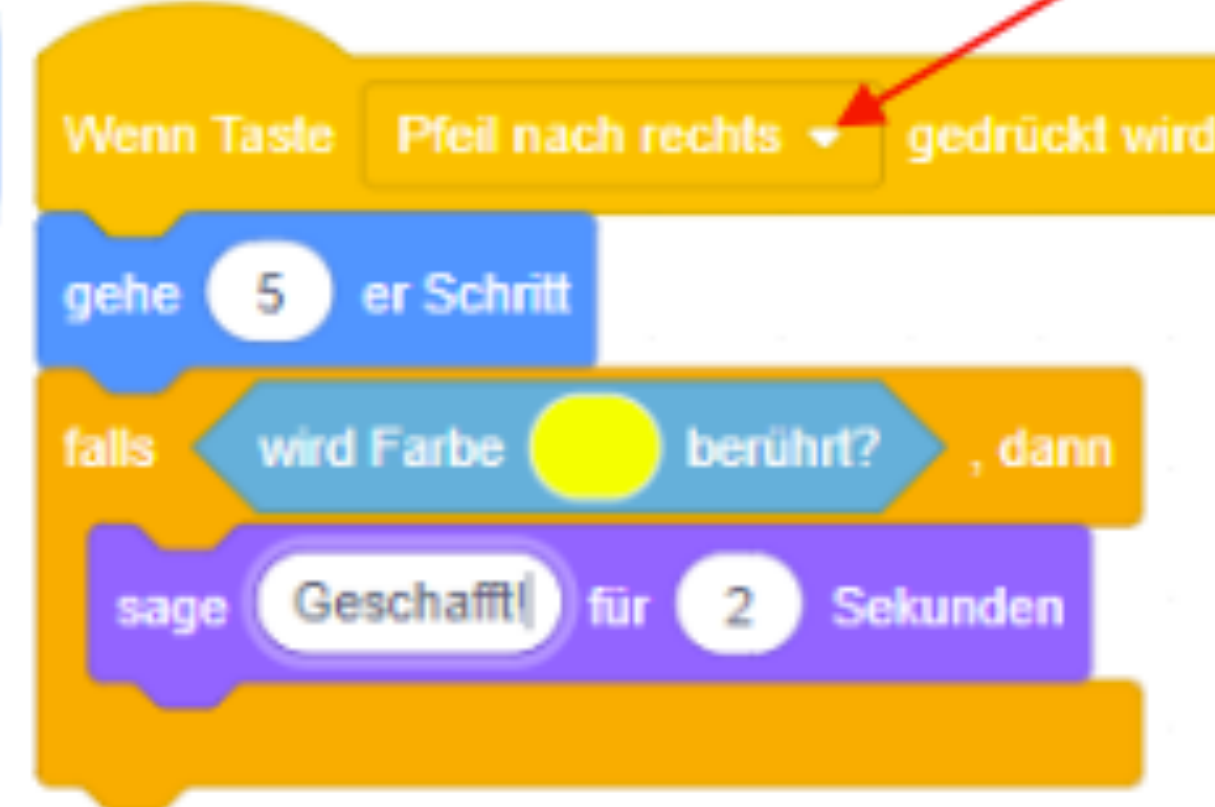 Wenn Taste Pfeil nach rechts gedrückt wird
gehe 5 er Schritt
falls wird Farbe berührt? , dann
sage Geschafft! für 2 Sekunden